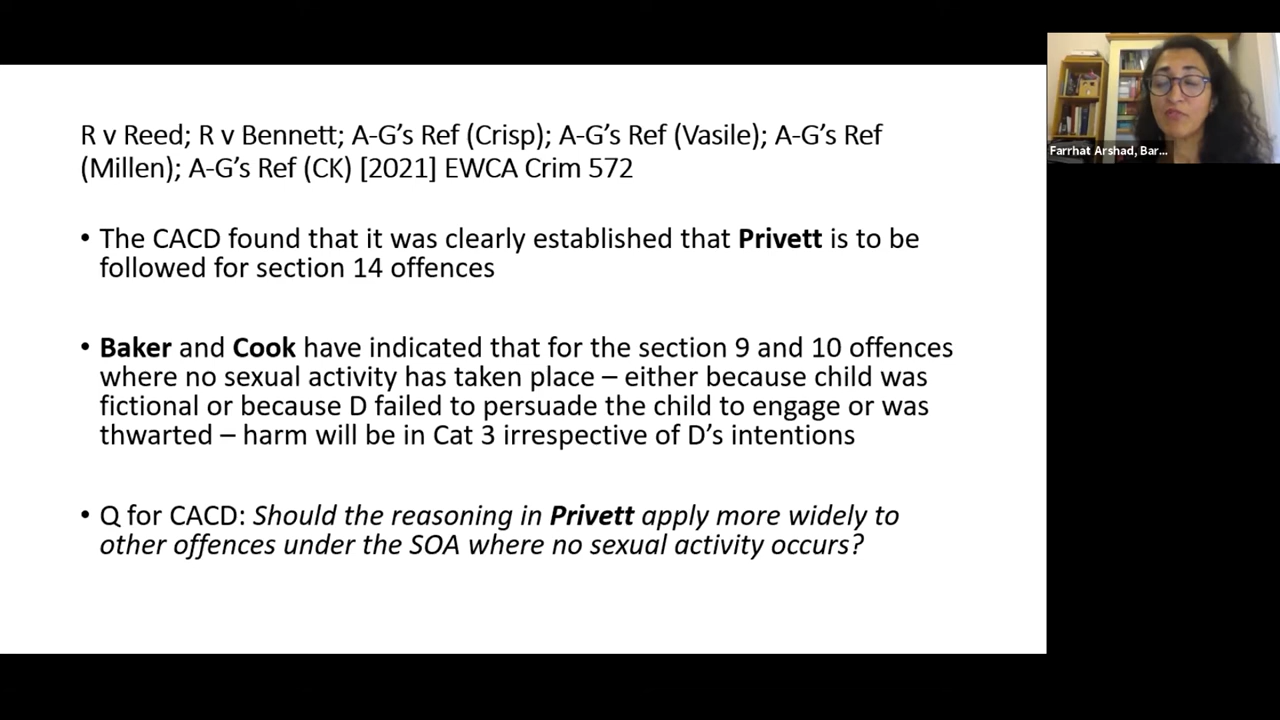 R v Reed; R v Bennett; A-G’s Ref (Crisp); A-G’s Ref (Vasile); A-G’s Ref
(Millen); A-G’s Ref (CK) [2021] EWCA Crim 572
• The CACD found that it was clearly established that Privett is to be
followed for section 14 offences
• Baker and Cook have indicated that for the section 9 and 10 offences
where no sexual activity has taken place – either because child was
fictional or because D failed to persuade the child to engage or was
thwarted – harm will be in Cat 3 irrespective of D’s intentions
• Q for CACD: Should the reasoning in Privett apply more widely to
other offences under the SOA where no sexual activity occurs?
Farrhat Arshad, Bar...